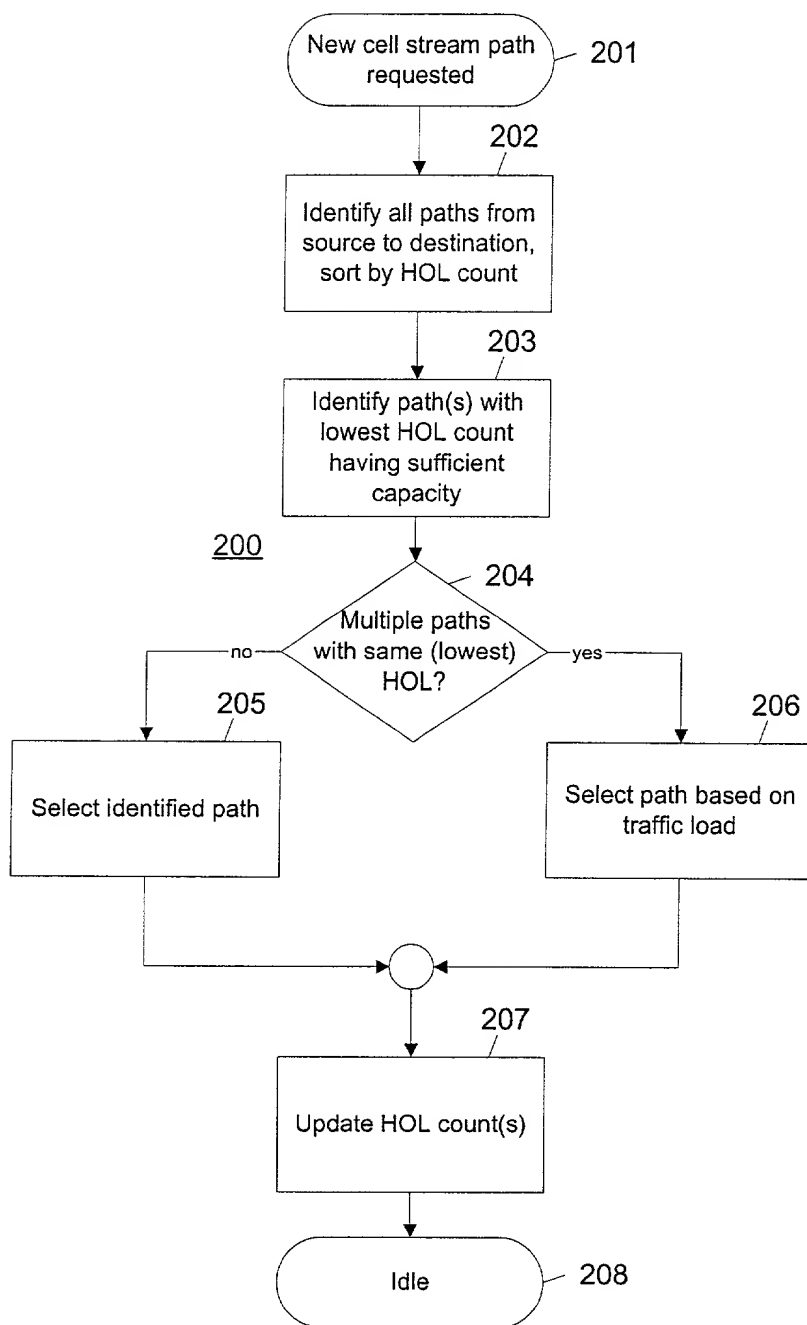 New cell stream path
requested
201
202
Identify all paths from
source to destination,
sort by HOL count
203
Identify path(s) with
lowest HOL count
having sufficient
capacity
200
204
Multiple paths
with same (lowest)
HOL?
no
yes
205
Select identified path
206
Select path based on
traffic load
207
Update HOL count(s)
Idle
208